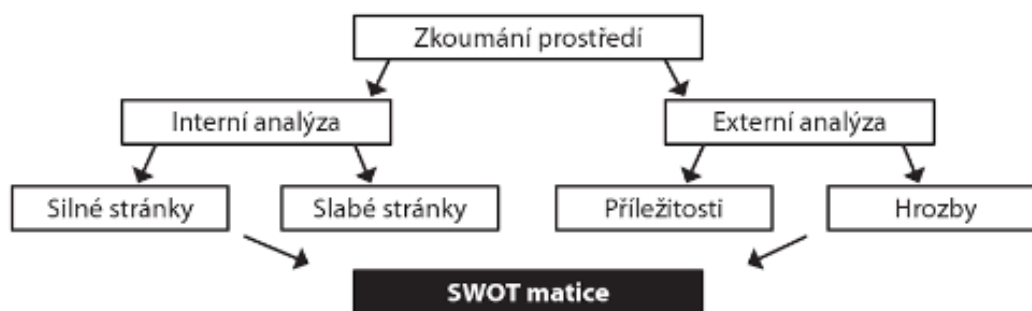 Zkoumání prostředí
Interní analýza
Externí analýza
Silné stránky
Slabé stránky
Příležitosti
Hrozby
SWOT matice